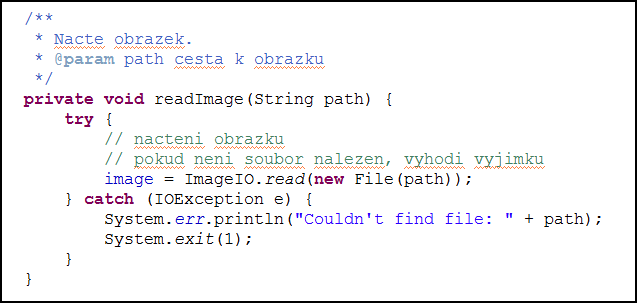 /**
 * Nacte obrazek.
 * @param path cesta k obrazku
 */
private void readImage(String path) {
    try {
        // nacteni obrazku
        // pokud neni soubor nalezen, vyhodi vyjimku
        image = ImageIO.read(new File(path));
    } catch (IOException e) {
        System.err.println("Couldn't find file: " + path);
        System.exit(1);
    }
}